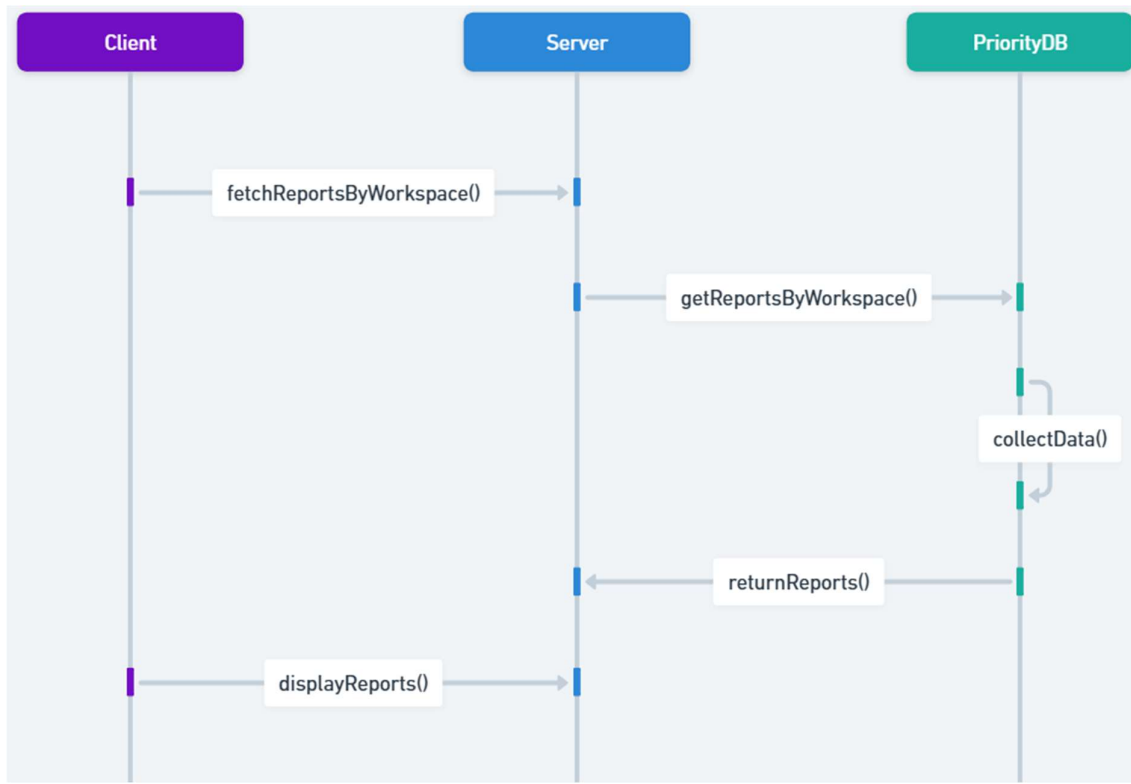 Client
Server
PriorityDB
fetchReportsByWorkspace()
getReportsByWorkspace()
collectData()
returnReports()
displayReports()